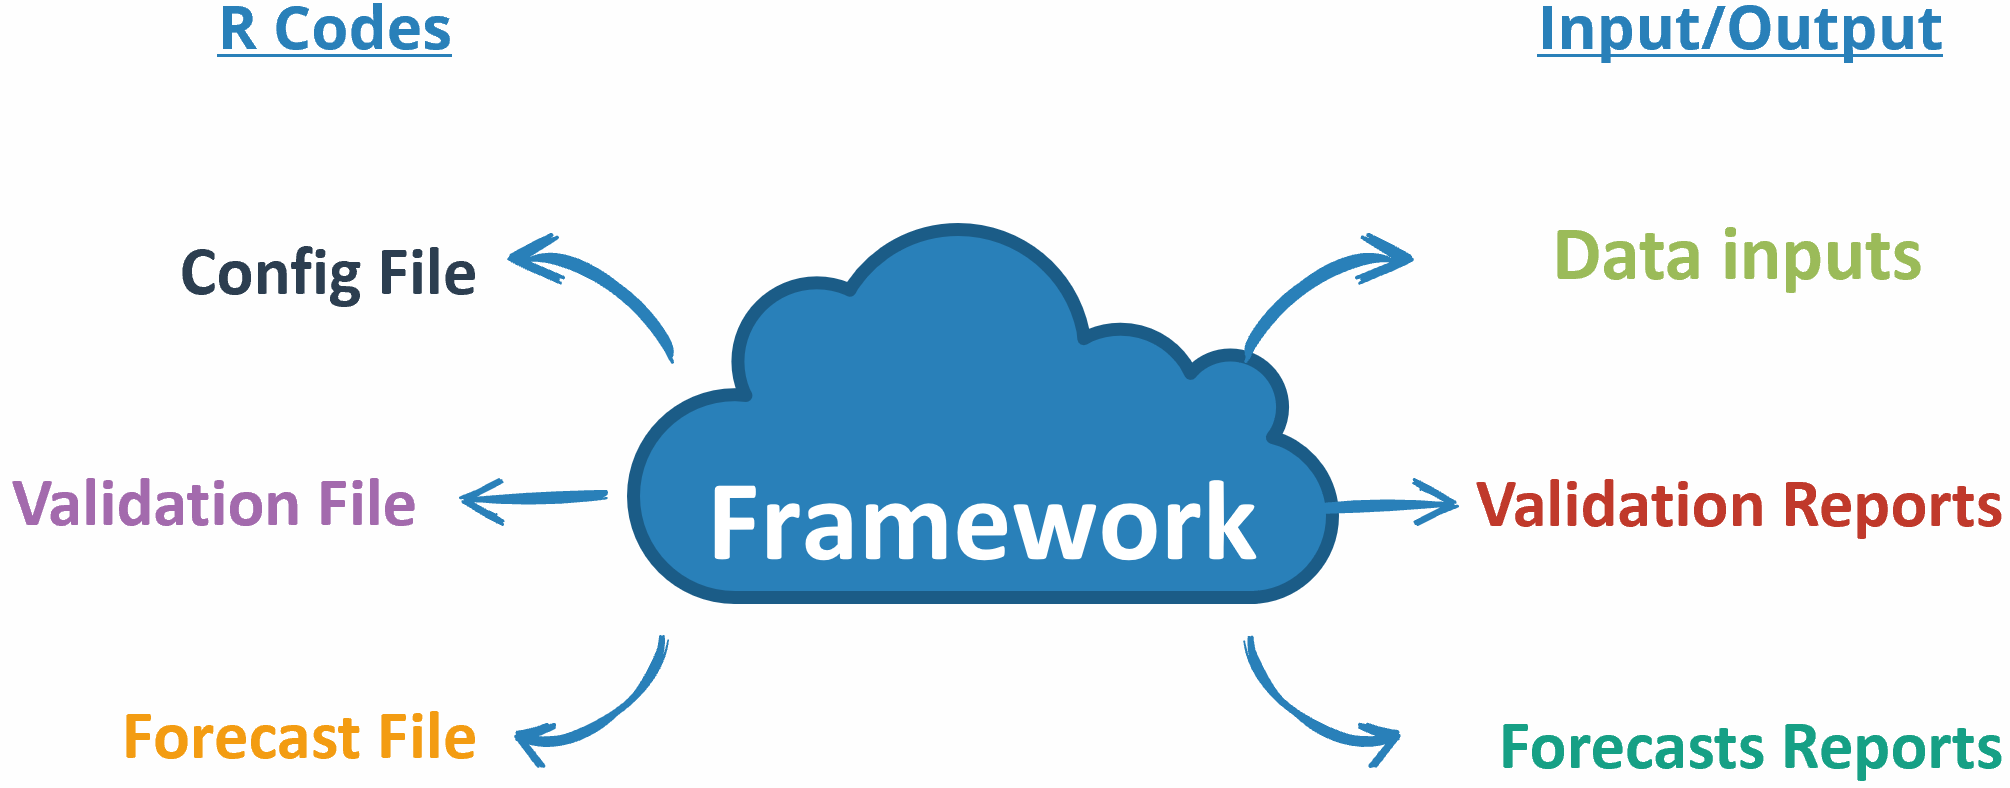 R Codes
Input/Output
Config File
Data inputs
Validation File
Framework
Validation Reports
Forecast File
Forecasts Reports